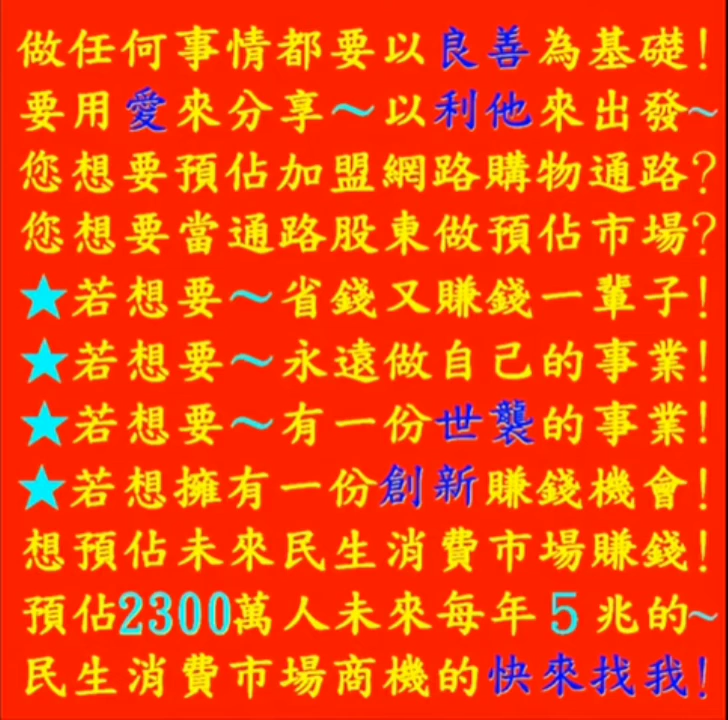 做任何事情都要以良善為基礎!
要用愛來分享~以利他來出發~
您想要預佔加盟網路購物通路?
您想要當通路股東做預佔市場?
★若想要~省錢又賺錢一輩子!
★若想要~永遠做自己的事業!
★若想要~有一份世襲的事業!
★若想擁有一份創新賺錢機會!
想預佔未來民生消費市場賺錢!
預佔2300萬人未來每年5兆的~
民生消費市場商機的快來找我!